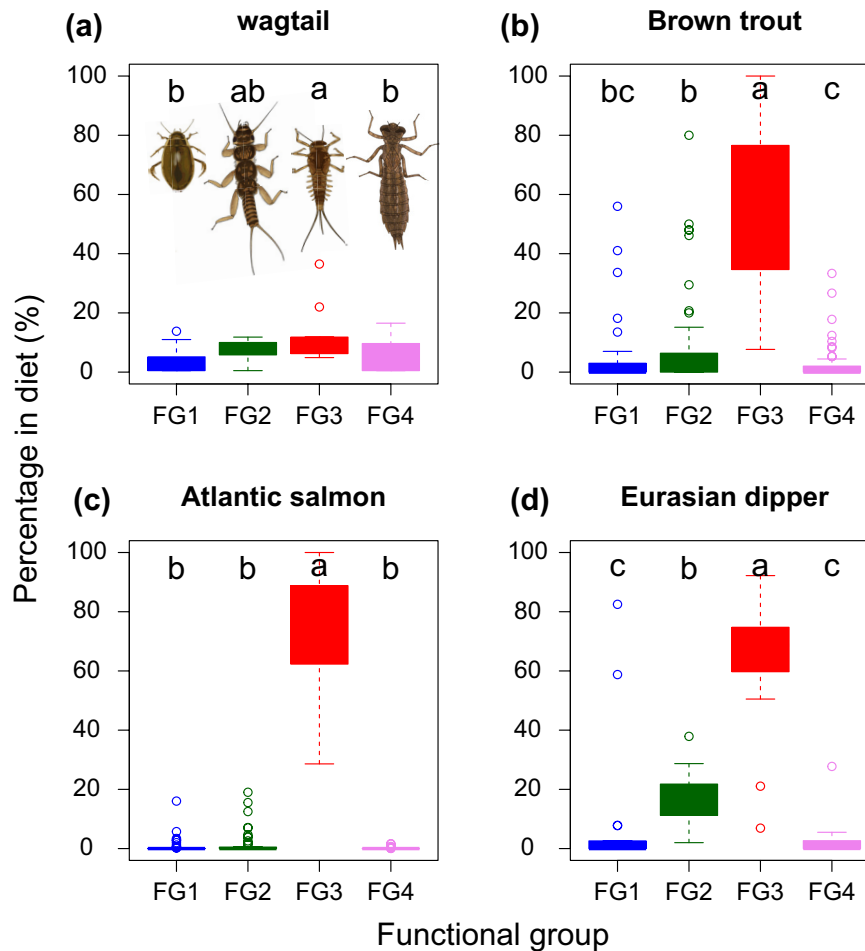 (a) wagtail
b ab a b
100
80
60
40
20
0
FG1 FG2 FG3 FG4
(b) Brown trout
bc b a c
100
80
60
40
20
0
FG1 FG2 FG3 FG4
(c) Atlantic salmon
b b a b
100
80
60
40
20
0
FG1 FG2 FG3 FG4
(d) Eurasian dipper
c b a c
100
80
60
40
20
0
FG1 FG2 FG3 FG4
Percentage in diet (%)
Functional group